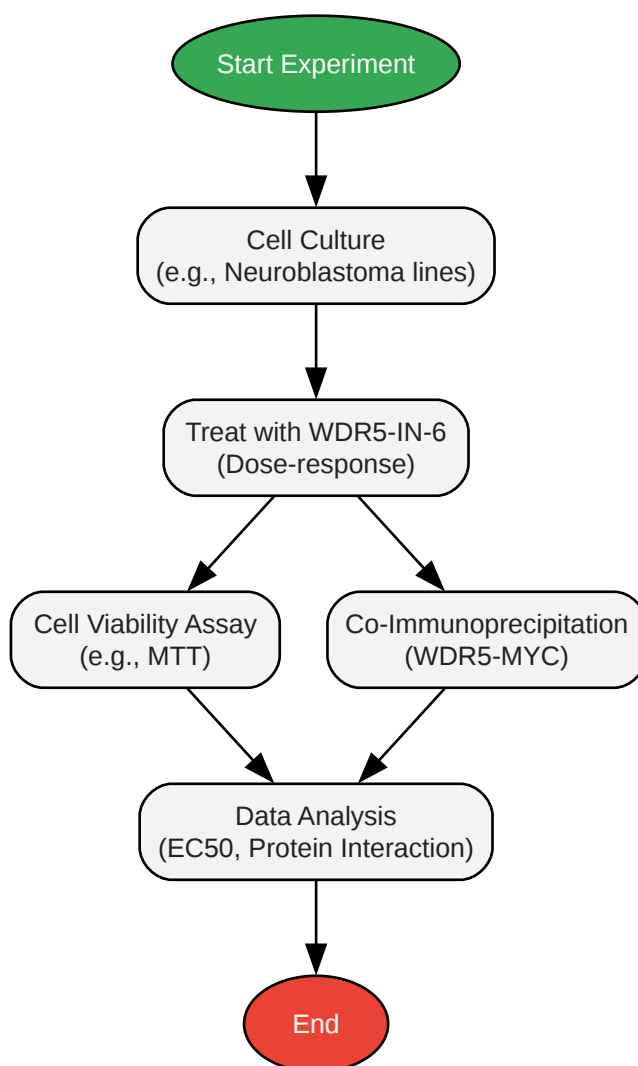 Start Experiment
Cell Culture
(e.g., Neuroblastoma lines)
Treat with WDR5-IN-6
(Dose-response)
Cell Viability Assay
(e.g., MTT)
Co-Immunoprecipitation
(WDR5-MYC)
Data Analysis
(EC50, Protein Interaction)
End